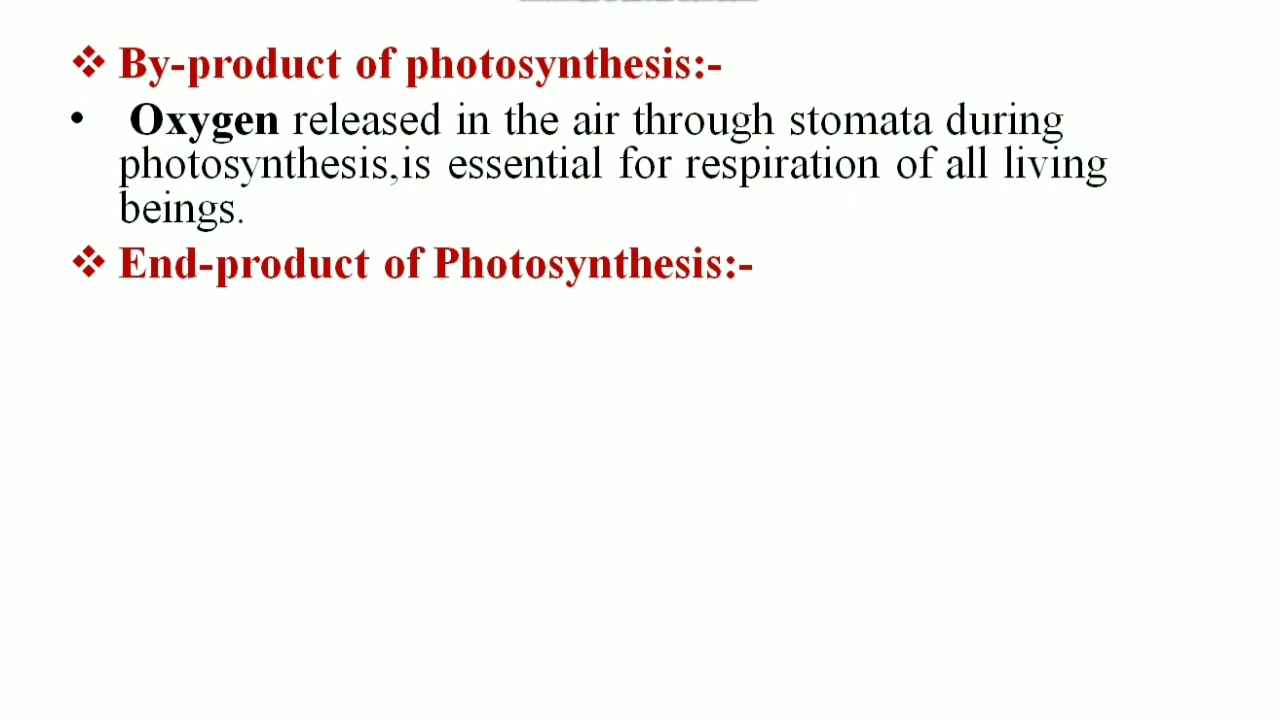 ❖ By-product of photosynthesis:-
• Oxygen released in the air through stomata during
photosynthesis,is essential for respiration of all living
beings.
❖ End-product of Photosynthesis:-